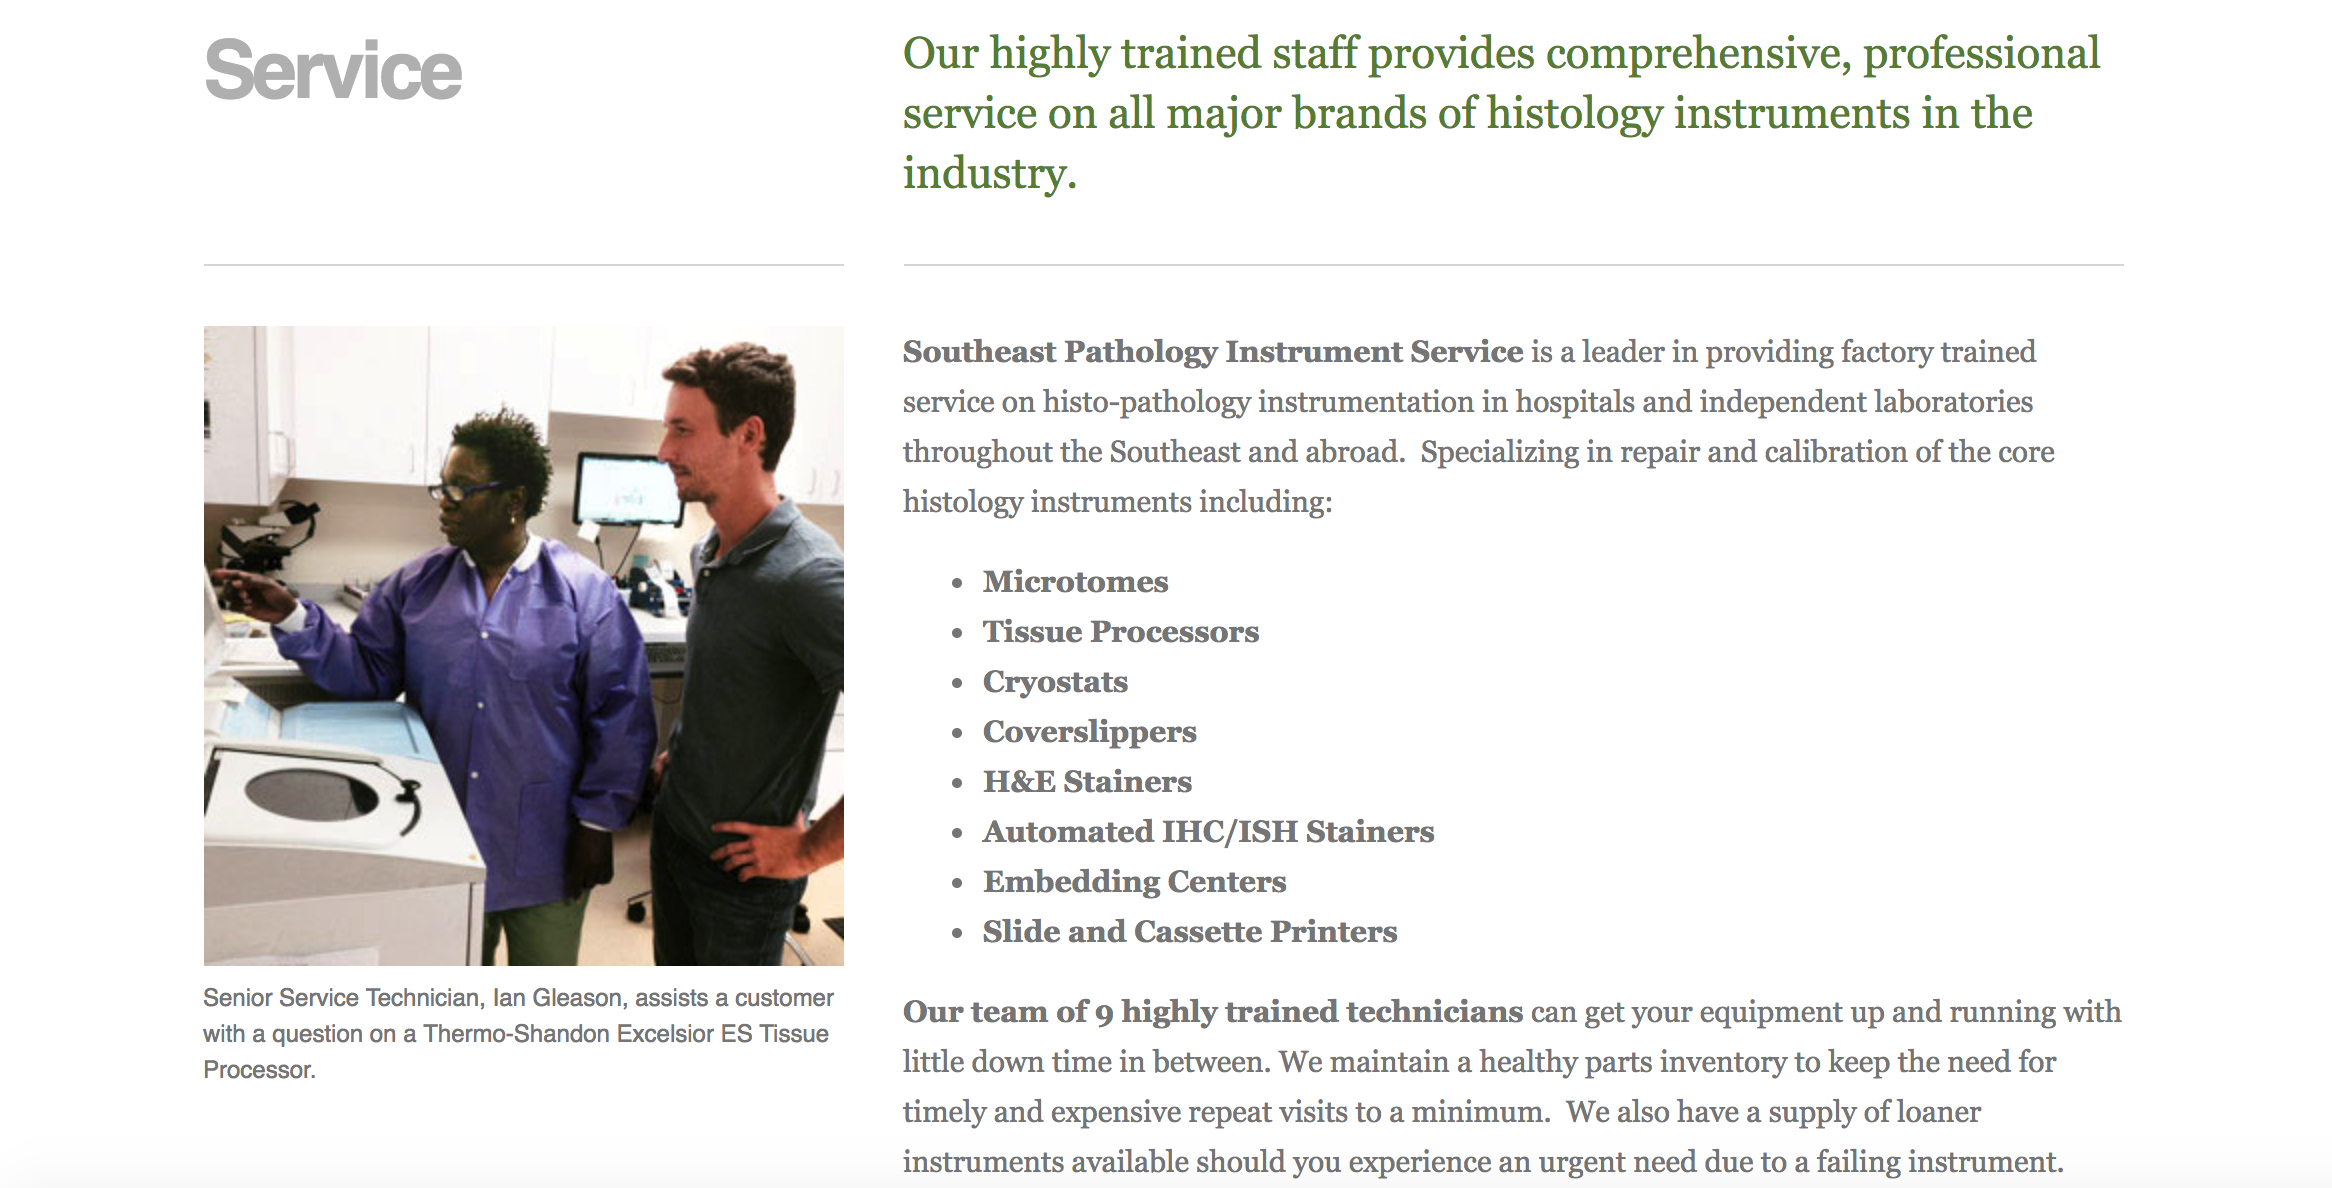 Service
Our highly trained staff provides comprehensive, professional
service on all major brands of histology instruments in the
industry.
Senior Service Technician, Ian Gleason, assists a customer
with a question on a Thermo-Shandon Excelsior ES Tissue
Processor.
Southeast Pathology Instrument Service is a leader in providing factory trained
service on histo-pathology instrumentation in hospitals and independent laboratories
throughout the Southeast and abroad.  Specializing in repair and calibration of the core
histology instruments including:
• Microtomes
• Tissue Processors
• Cryostats
• Coverslippers
• H&E Stainers
• Automated IHC/ISH Stainers
• Embedding Centers
• Slide and Cassette Printers
Our team of 9 highly trained technicians can get your equipment up and running with
little down time in between. We maintain a healthy parts inventory to keep the need for
timely and expensive repeat visits to a minimum.  We also have a supply of loaner
instruments available should you experience an urgent need due to a failing instrument.